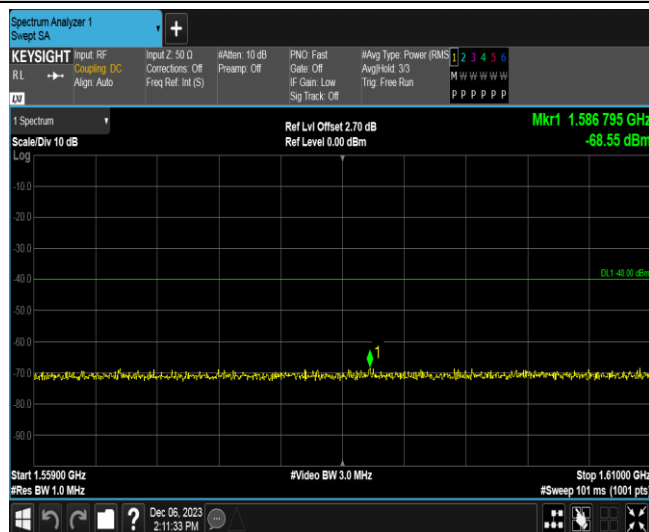 Spectrum Analyzer 1
Swept SA
+
KEYSIGHT
RL
LXI
Input: RF
Coupling: DC
Align: Auto
Input Z: 50 Ω
Corrections: Off
Freq Ref: Int (S)
#Atten: 10 dB
Preamp: Off
PNO: Fast
Gate: Off
IF Gain: Low
Sig Track: Off
#Avg Type: Power (RMS
Avg|Hold: 3/3
Trig: Free Run
1 2 3 4 5 6
M W W W W W
P P P P P P
1 Spectrum
Scale/Div 10 dB
Ref Lvl Offset 2.70 dB
Ref Level 0.00 dBm
Mkr1 1.586 795 GHz
-68.55 dBm
Log
-10.0
-20.0
-30.0
-40.0
-50.0
-60.0
-70.0
-80.0
-90.0
DL1 -40.00 dBm
1
Start 1.55900 GHz
#Res BW 1.0 MHz
#Video BW 3.0 MHz
Stop 1.61000 GHz
#Sweep 101 ms (1001 pts)
?
Dec 06, 2023
2:11:33 PM